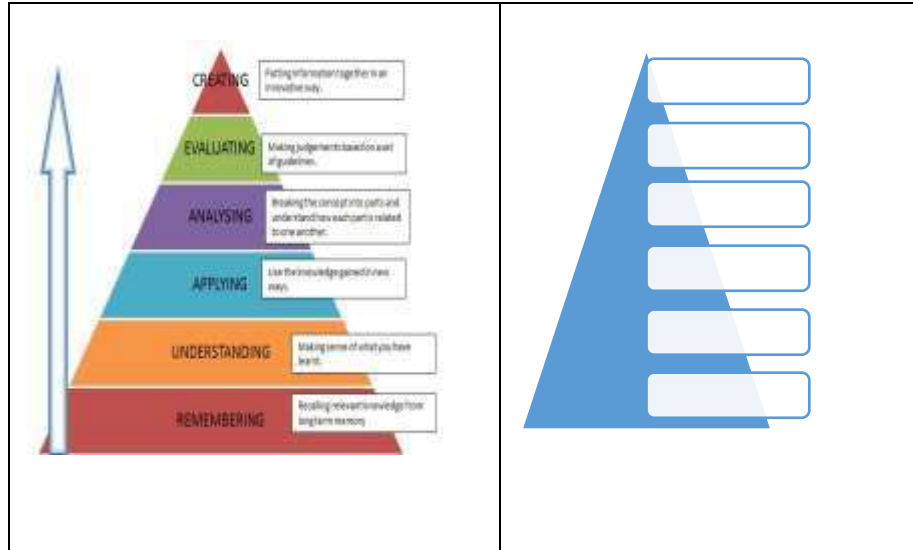 CREATING
Putting information together in an
innovative way.
EVALUATING
Making judgements based on a set
of guidelines.
ANALYSING
Breaking the concept into parts and
understand how each part is related
to one another.
APPLYING
Use the knowledge gained in new
ways.
UNDERSTANDING
Making sense of what you have
learnt.
REMEMBERING
Recalling relevant knowledge from
long term memory